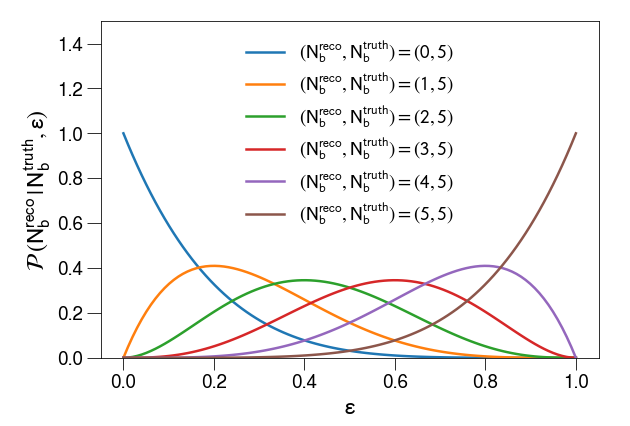 1.4
1.2
1.0
0.8
0.6
0.4
0.2
0.0
0.0 0.2 0.4 0.6 0.8 1.0
ε
𝒫(N_b^reco|N_b^truth, ε)
(N_b^reco, N_b^truth) = (0, 5)
(N_b^reco, N_b^truth) = (1, 5)
(N_b^reco, N_b^truth) = (2, 5)
(N_b^reco, N_b^truth) = (3, 5)
(N_b^reco, N_b^truth) = (4, 5)
(N_b^reco, N_b^truth) = (5, 5)